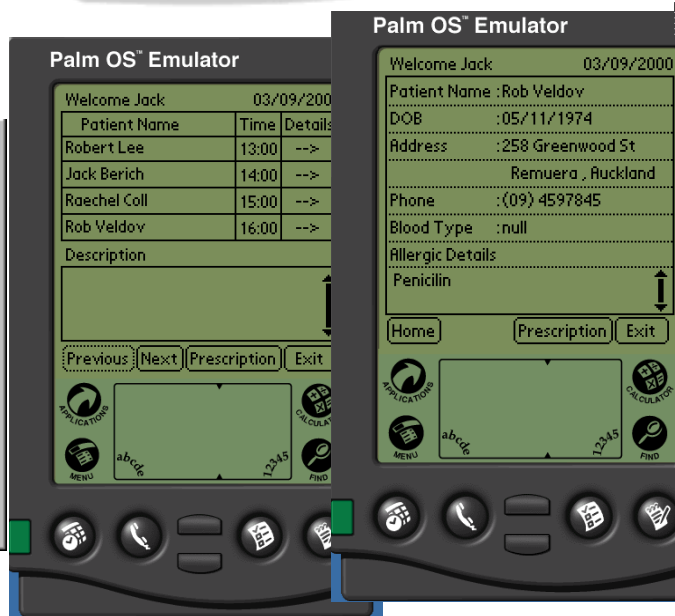 Palm OS™ Emulator
Welcome Jack 03/09/200
Patient Name Time Details
Robert Lee 13:00 -->
Jack Berich 14:00 -->
Raechel Coll 15:00 -->
Rob Veldov 16:00 -->
Description
Previous Next Prescription Exit
APPLICATIONS CALCULATOR
MENU abcde 12345 FIND
Palm OS™ Emulator
Welcome Jack 03/09/2000
Patient Name :Rob Veldov
DOB :05/11/1974
Address :258 Greenwood St
Remuera , Auckland
Phone :(09) 4597845
Blood Type :null
Allergic Details
Penicilin
Home Prescription Exit
APPLICATIONS CALCULATOR
MENU abcde 12345 FIND